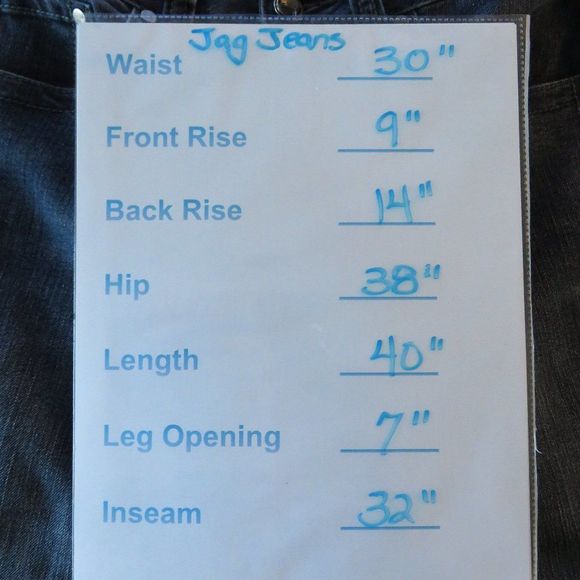 Jag Jeans
Waist 30"
Front Rise 9"
Back Rise 14"
Hip 38"
Length 40"
Leg Opening 7"
Inseam 32"